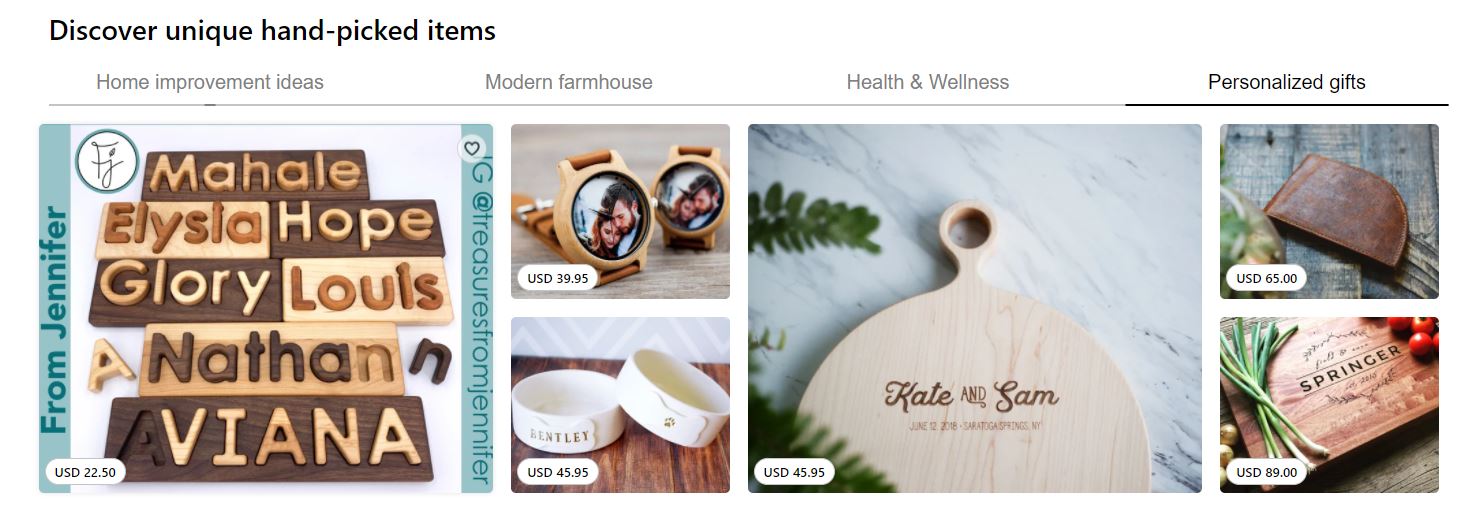 Discover unique hand-picked items
Home improvement ideas
Modern farmhouse
Health & Wellness
Personalized gifts
From Jennifer
Fj
Mahale
Elysia Hope
Glory Louis
A Nathan n
AVIANA
IG @treasuresfromjennifer
USD 22.50
USD 39.95
BENTLEY
USD 45.95
Kate AND Sam
JUNE 12, 2018 • SARATOGA SPRINGS, NY
USD 45.95
USD 65.00
SPRINGER
est. 2015
USD 89.00